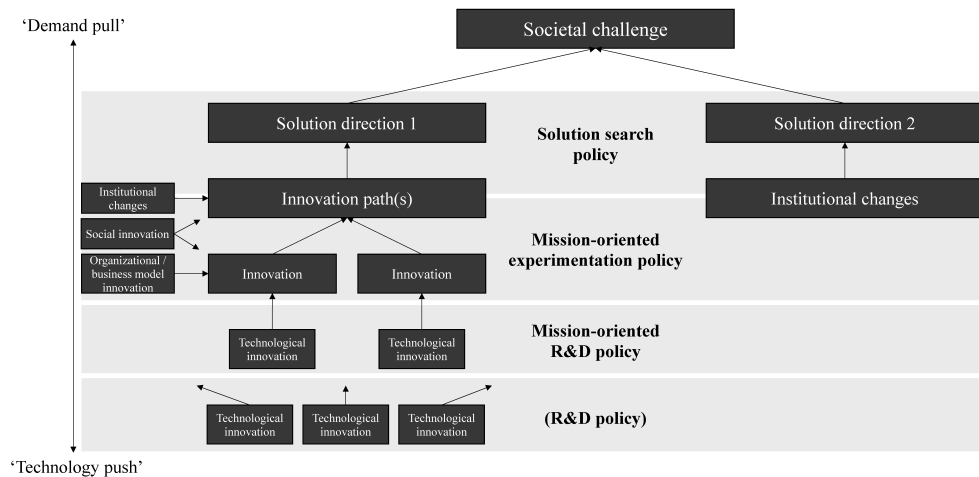 ‘Demand pull’
Societal challenge
Solution direction 1
Solution search
policy
Solution direction 2
Institutional
changes
Innovation path(s)
Institutional changes
Social innovation
Mission-oriented
experimentation policy
Organizational /
business model
innovation
Innovation
Innovation
Technological
innovation
Technological
innovation
Mission-oriented
R&D policy
Technological
innovation
Technological
innovation
Technological
innovation
(R&D policy)
‘Technology push’